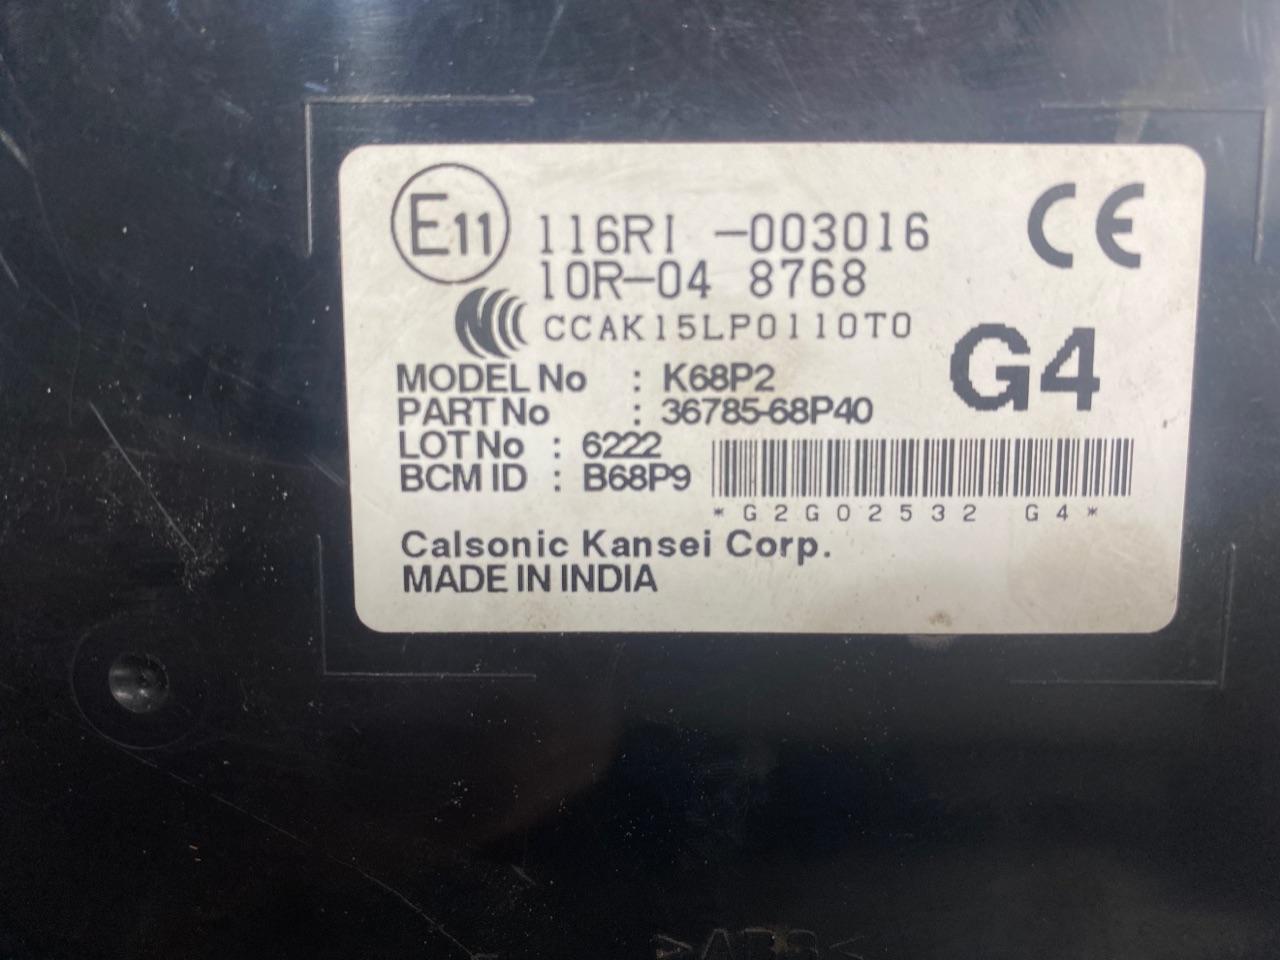 E11 116RI -003016
10R-04 8768
CCAK15LP0110T0
CE
G4
MODEL No : K68P2
PART No : 36785-68P40
LOT No : 6222
BCM ID : B68P9
*G2G02532 G4*
Calsonic Kansei Corp.
MADE IN INDIA